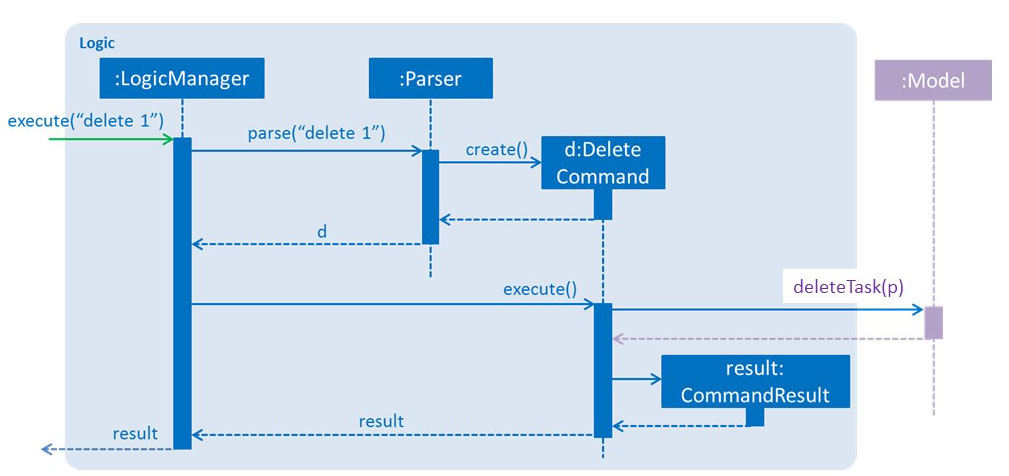 Logic
:LogicManager
:Parser
:Model
execute(“delete 1”)
parse(“delete 1”)
create()
d:Delete
Command
d
execute()
deleteTask(p)
result:
CommandResult
result
result